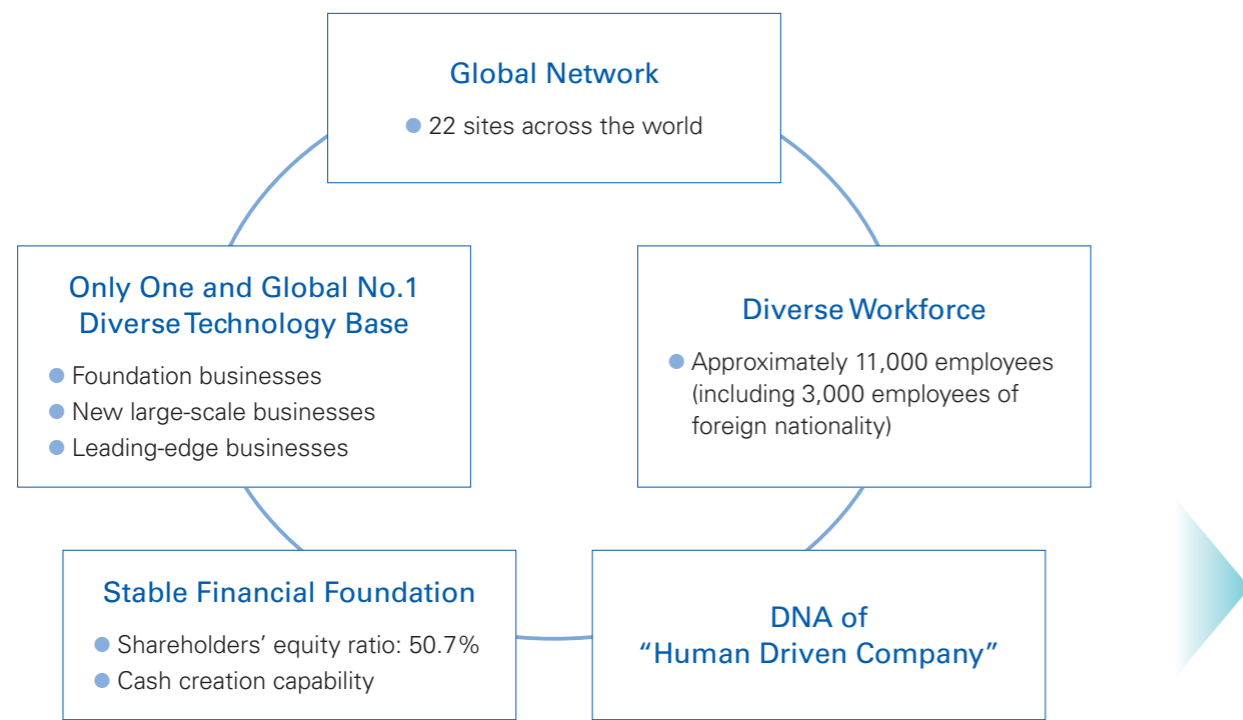 Global Network
● 22 sites across the world
Only One and Global No.1
Diverse Technology Base
● Foundation businesses
● New large-scale businesses
● Leading-edge businesses
Diverse Workforce
● Approximately 11,000 employees
(including 3,000 employees of
foreign nationality)
Stable Financial Foundation
● Shareholders’ equity ratio: 50.7%
● Cash creation capability
DNA of
“Human Driven Company”